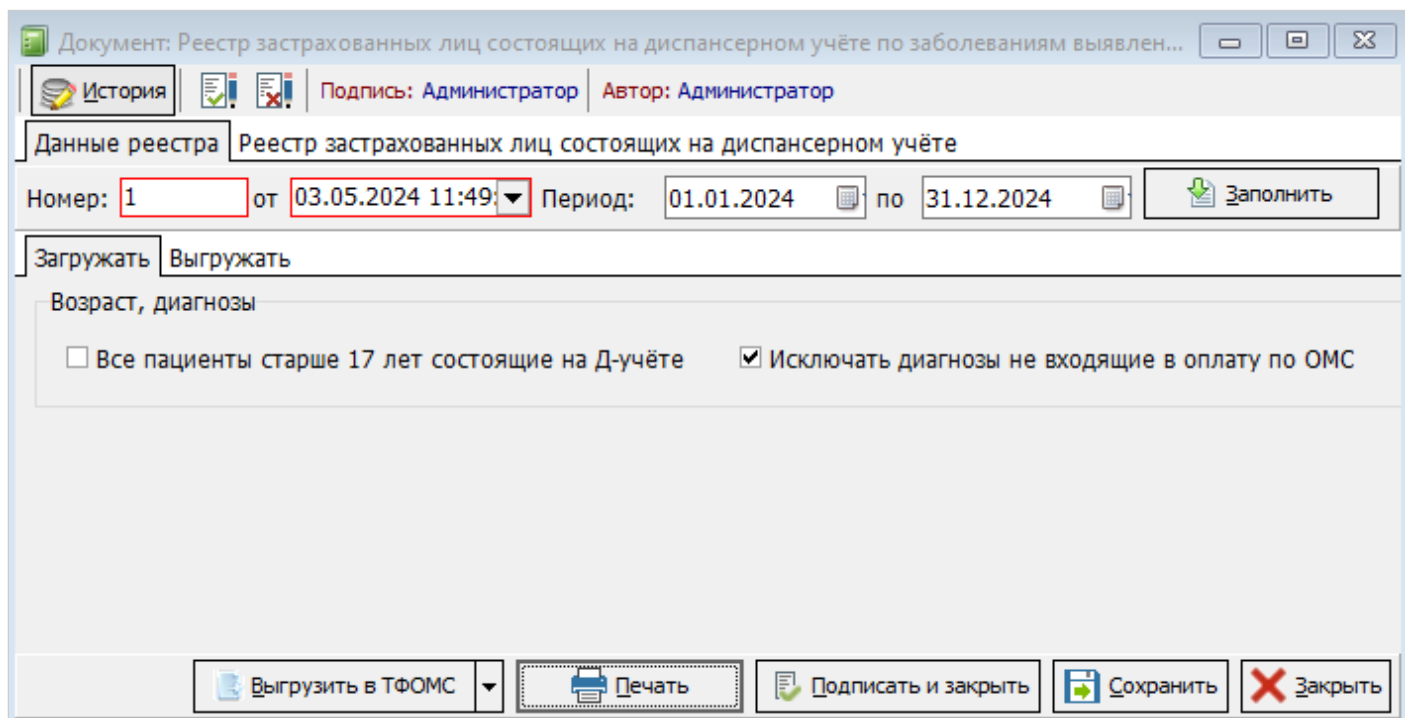 Документ: Реестр застрахованных лиц состоящих на диспансерном учёте по заболеваниям выявлен...
История Подпись: Администратор Автор: Администратор
Данные реестра Реестр застрахованных лиц состоящих на диспансерном учёте
Номер: 1 от 03.05.2024 11:49: Период: 01.01.2024 по 31.12.2024 Заполнить
Загружать Выгружать
Возраст, диагнозы
Все пациенты старше 17 лет состоящие на Д-учёте Исключать диагнозы не входящие в оплату по ОМС
Выгрузить в ТФОМС Печать Подписать и закрыть Сохранить Закрыть